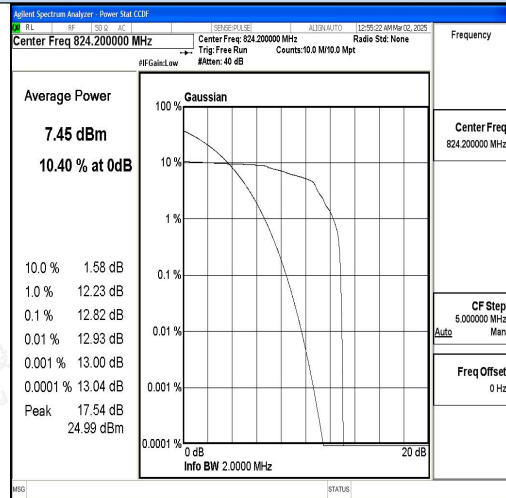 Agilent Spectrum Analyzer - Power Stat CCDF
RL RF 50 Ω AC SENSE:PULSE ALIGN AUTO 12:55:22 AM Mar 02, 2025
Center Freq 824.200000 MHz
Center Freq: 824.200000 MHz Radio Std: None
Trig: Free Run Counts:10.0 M/10.0 Mpt
#IFGain:Low #Atten: 40 dB
Frequency
Average Power
7.45 dBm
10.40 % at 0dB
10.0 % 1.58 dB
1.0 % 12.23 dB
0.1 % 12.82 dB
0.01 % 12.93 dB
0.001 % 13.00 dB
0.0001 % 13.04 dB
Peak 17.54 dB
24.99 dBm
Gaussian
100 %
10 %
1 %
0.1 %
0.01 %
0.001 %
0.0001 %
0 dB 20 dB
Info BW 2.0000 MHz
Center Freq
824.200000 MHz
CF Step
5.000000 MHz
Auto Man
Freq Offset
0 Hz
MSG STATUS